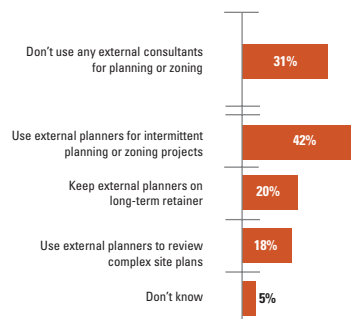 Don't use any external consultants
for planning or zoning
31%
Use external planners for intermittent
planning or zoning projects
42%
Keep external planners on
long-term retainer
20%
Use external planners to review
complex site plans
18%
Don't know
5%